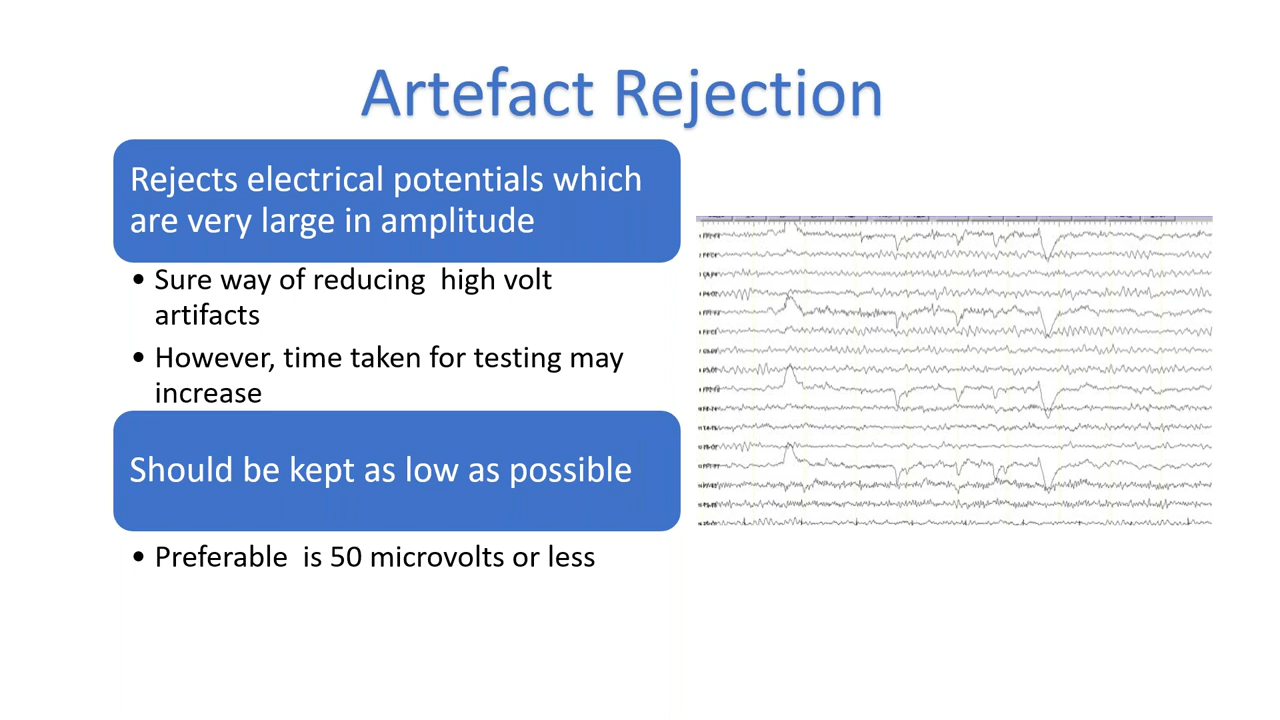 Artefact Rejection
Rejects electrical potentials which
are very large in amplitude
• Sure way of reducing  high volt
artifacts
• However, time taken for testing may
increase
Should be kept as low as possible
• Preferable  is 50 microvolts or less